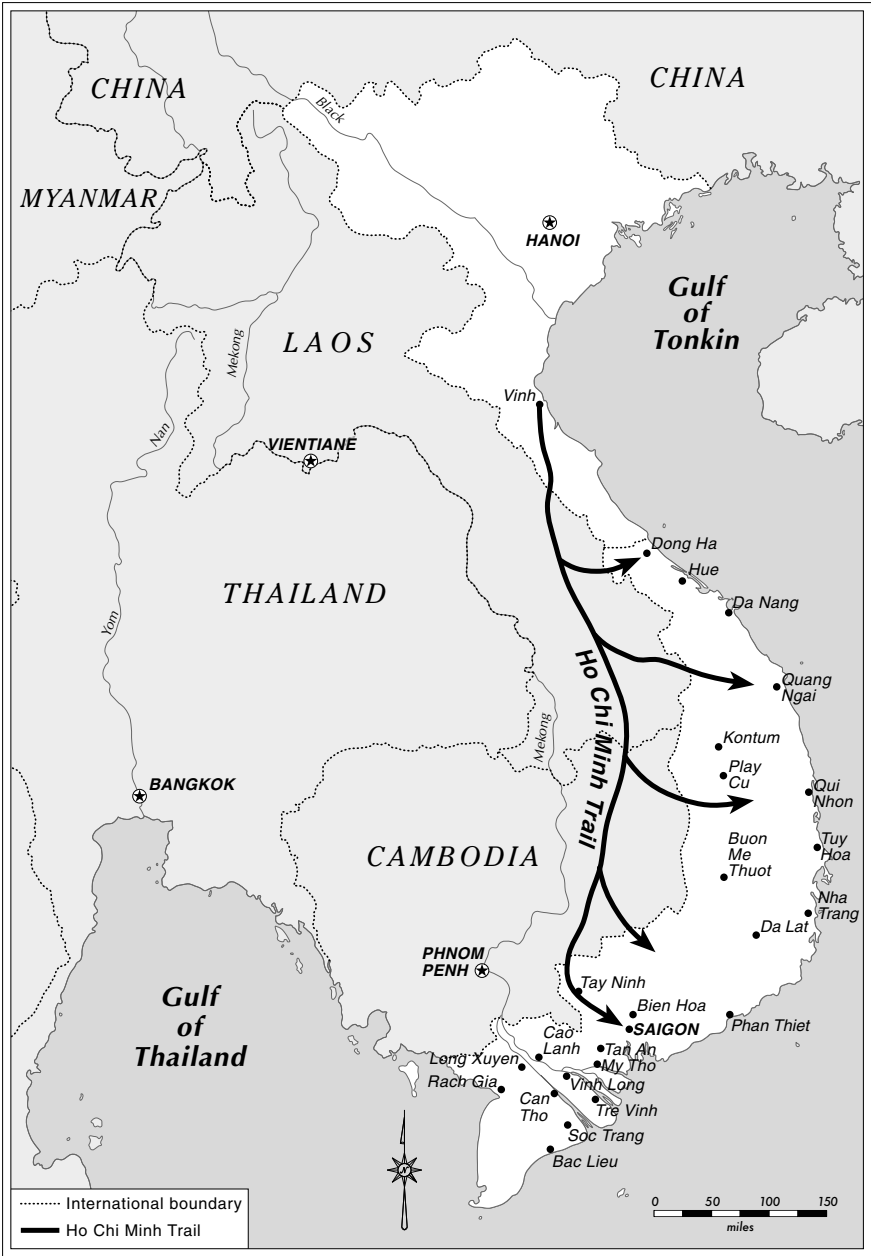 CHINA
CHINA
Black
MYANMAR
HANOI
Gulf
of
Tonkin
LAOS
Mekong
Vinh
Nan
VIENTIANE
Dong Ha
Hue
THAILAND
Da Nang
Yom
Ho Chi Minh Trail
Quang
Ngai
Mekong
Kontum
Play
Cu
BANGKOK
Qui
Nhon
Buon
Me
Thuot
Tuy
Hoa
CAMBODIA
Nha
Trang
Da Lat
PHNOM
PENH
Tay Ninh
Gulf
of
Thailand
Bien Hoa
Phan Thiet
SAIGON
Cao
Lanh
Tan An
Long Xuyen
My Tho
Rach Gia
Vinh Long
Can
Tho
Tre Vinh
Soc Trang
Bac Lieu
N
International boundary
Ho Chi Minh Trail
0 50 100 150
miles